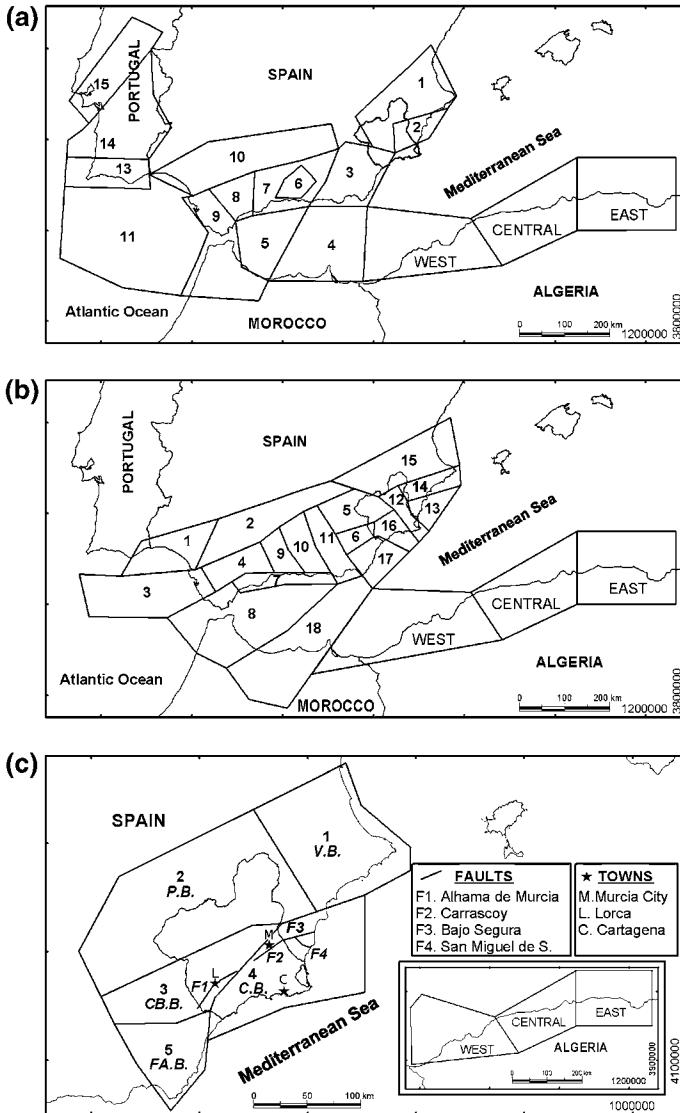 (a)
SPAIN
PORTUGAL
15
14
13
11
10
9
8
7
6
5
4
3
1
2
Mediterranean Sea
WEST
CENTRAL
EAST
ALGERIA
Atlantic Ocean
MOROCCO
0 100 200 km
1200000
3800000
(b)
SPAIN
PORTUGAL
15
14
12
13
5
16
6
17
11
10
9
4
2
1
3
8
18
Mediterranean Sea
WEST
CENTRAL
EAST
ALGERIA
Atlantic Ocean
MOROCCO
0 100 200 km
1200000
3800000
(c)
SPAIN
1
V.B.
2
P.B.
M
F3
F2
F4
L
F1
4
C.B.
C
3
CB.B.
5
FA.B.
Mediterranean Sea
0 50 100 km
FAULTS
F1. Alhama de Murcia
F2. Carrascoy
F3. Bajo Segura
F4. San Miguel de S.
★ TOWNS
M. Murcia City
L. Lorca
C. Cartagena
WEST
CENTRAL
EAST
ALGERIA
0 100 200 km
1200000
3900000
1000000
4100000